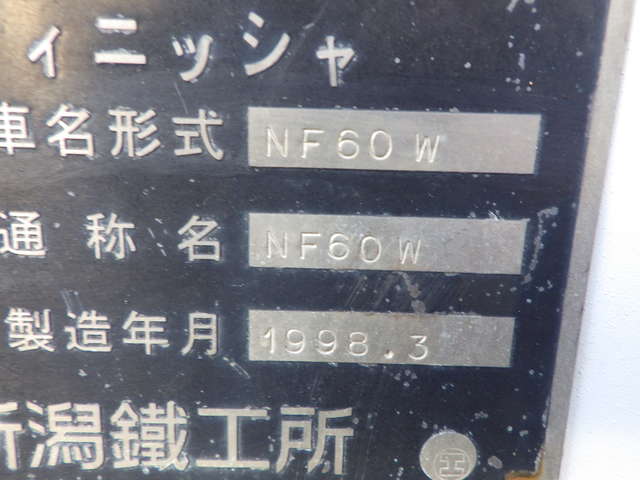 ィニッシャ
車名形式 NF60W
通称名 NF60W
製造年月 1998.3
新潟鐵工所
工